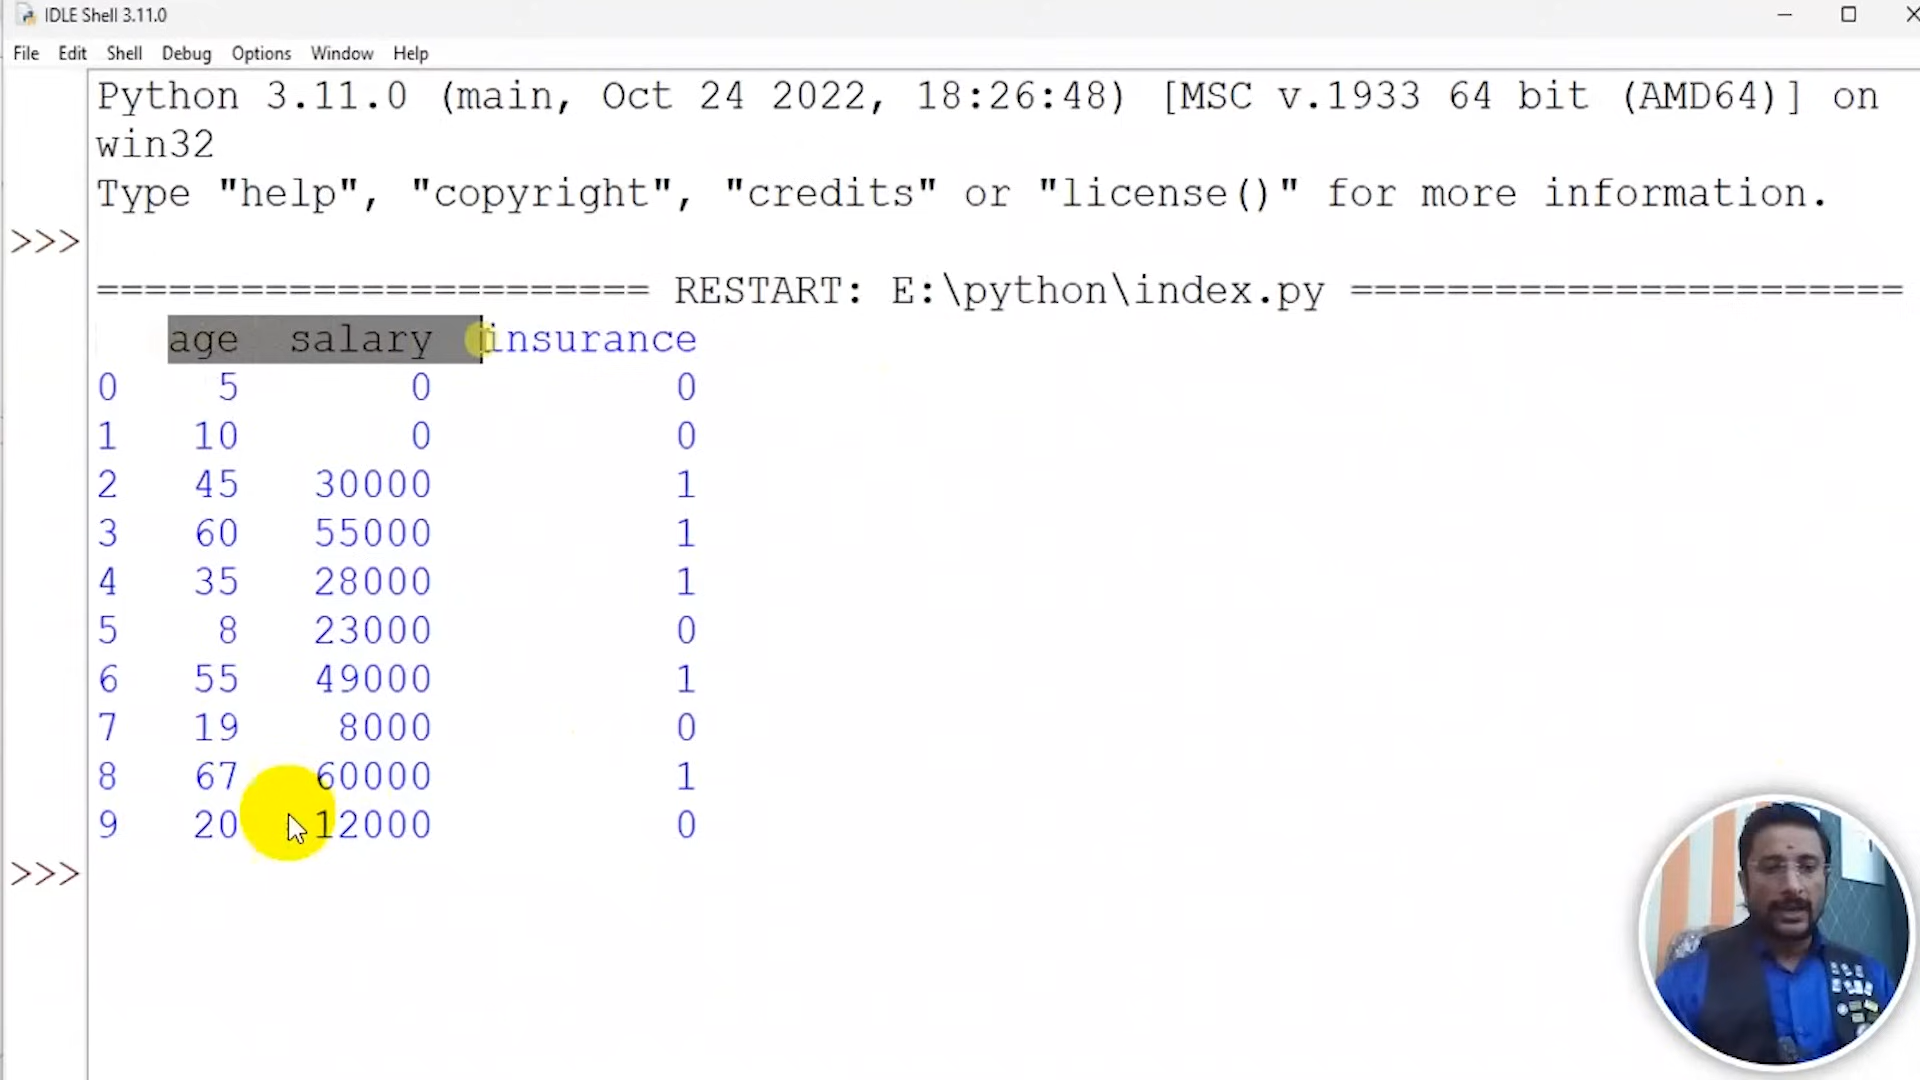 IDLE Shell 3.11.0
File Edit Shell Debug Options Window Help
Python 3.11.0 (main, Oct 24 2022, 18:26:48) [MSC v.1933 64 bit (AMD64)] on
win32
Type "help", "copyright", "credits" or "license()" for more information.
>>>
======================= RESTART: E:\python\index.py =======================
age salary insurance
0 5 0 0
1 10 0 0
2 45 30000 1
3 60 55000 1
4 35 28000 1
5 8 23000 0
6 55 49000 1
7 19 8000 0
8 67 60000 1
9 20 12000 0
>>>